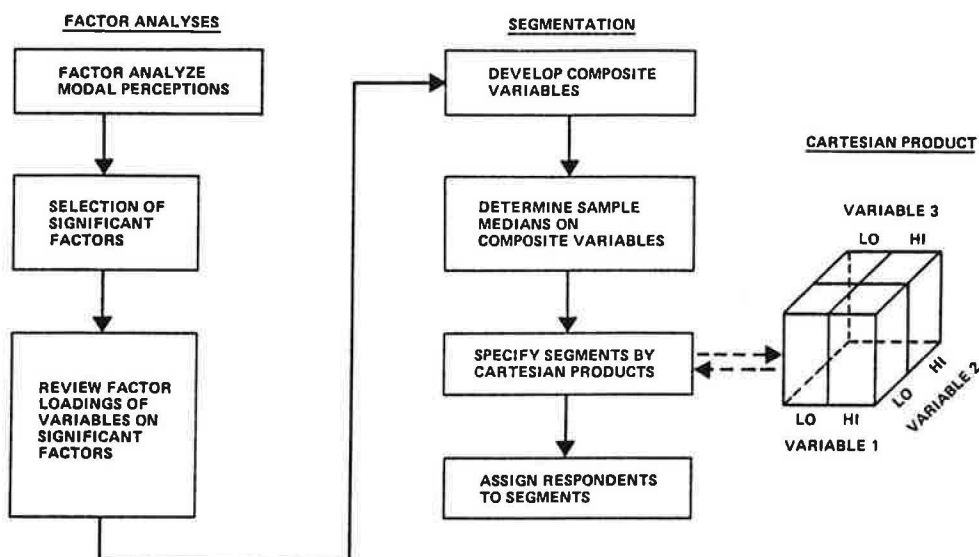 FACTOR ANALYSES
FACTOR ANALYZE
MODAL PERCEPTIONS
SELECTION OF
SIGNIFICANT
FACTORS
REVIEW FACTOR
LOADINGS OF
VARIABLES ON
SIGNIFICANT
FACTORS
SEGMENTATION
DEVELOP COMPOSITE
VARIABLES
DETERMINE SAMPLE
MEDIANS ON
COMPOSITE VARIABLES
SPECIFY SEGMENTS BY
CARTESIAN PRODUCTS
ASSIGN RESPONDENTS
TO SEGMENTS
CARTESIAN PRODUCT
VARIABLE 3
LO HI
LO HI
VARIABLE 1
LO HI
VARIABLE 2